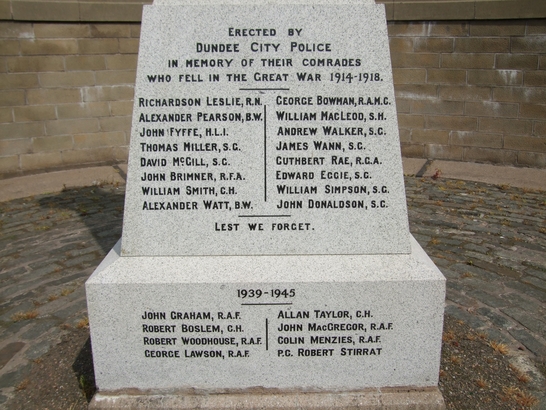 Erected by
Dundee City Police
in memory of their comrades
who fell in the Great War 1914-1918.
Richardson Leslie, R.N.
Alexander Pearson, B.W.
John Fyffe, H.L.I.
Thomas Miller, S.G.
David McGill, S.G.
John Brimner, R.F.A.
William Smith, G.H.
Alexander Watt, B.W.
George Bowman, R.A.M.C.
William MacLeod, S.H.
Andrew Walker, S.G.
James Wann, S.G.
Cuthbert Rae, R.G.A.
Edward Eggie, S.G.
William Simpson, S.G.
John Donaldson, S.G.
Lest we forget.
1939-1945
John Graham, R.A.F.
Robert Boslem, G.H.
Robert Woodhouse, R.A.F.
George Lawson, R.A.F.
Allan Taylor, G.H.
John MacGregor, R.A.F.
Colin Menzies, R.A.F.
P.C. Robert Stirrat